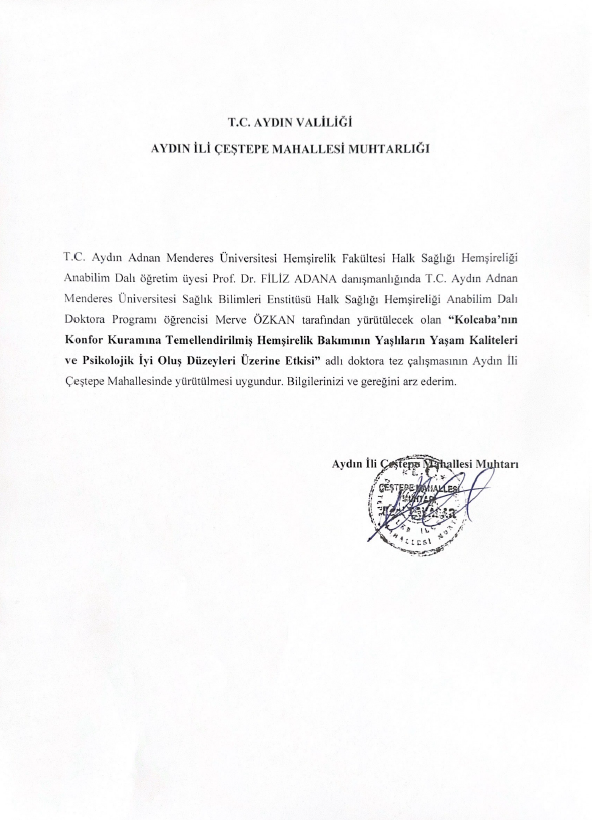 T.C. AYDIN VALİLİĞİ
AYDIN İLİ ÇEŞTEPE MAHALLESİ MUHTARLIĞI
T.C. Aydın Adnan Menderes Üniversitesi Hemşirelik Fakültesi Halk Sağlığı Hemşireliği
Anabilim Dalı öğretim üyesi Prof. Dr. FİLİZ ADANA danışmanlığında T.C. Aydın Adnan
Menderes Üniversitesi Sağlık Bilimleri Enstitüsü Halk Sağlığı Hemşireliği Anabilim Dalı
Doktora Programı öğrencisi Merve ÖZKAN tarafından yürütülecek olan “Kolcaba’nın
Konfor Kuramına Temellendirilmiş Hemşirelik Bakımının Yaşlıların Yaşam Kaliteleri
ve Psikolojik İyi Oluş Düzeyleri Üzerine Etkisi” adlı doktora tez çalışmasının Aydın İli
Çeştepe Mahallesinde yürütülmesi uygundur. Bilgilerinizi ve gereğini arz ederim.
Aydın İli Çeştepe Mahallesi Muhtarı
ÇEŞTEPE MAHALLESİ
MUHTARI